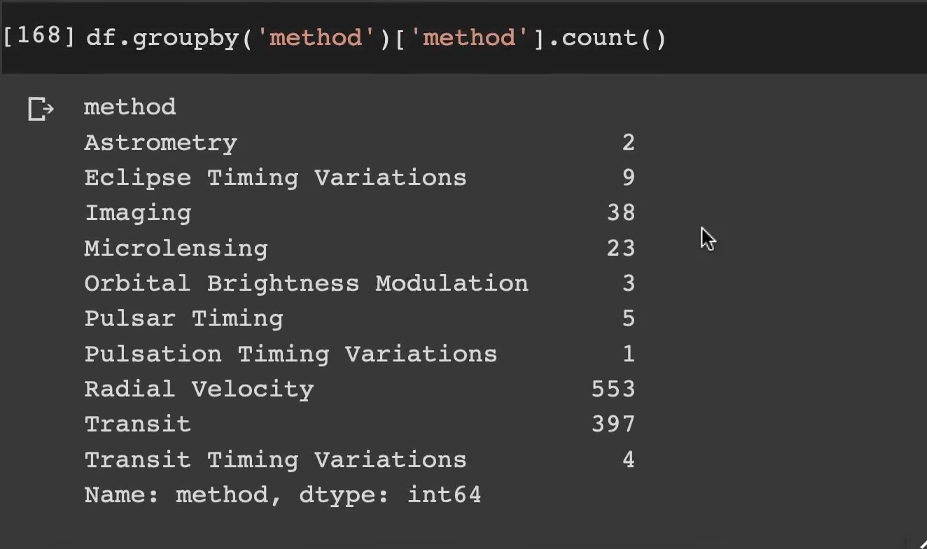 [168] df.groupby('method')['method'].count()
method
Astrometry 2
Eclipse Timing Variations 9
Imaging 38
Microlensing 23
Orbital Brightness Modulation 3
Pulsar Timing 5
Pulsation Timing Variations 1
Radial Velocity 553
Transit 397
Transit Timing Variations 4
Name: method, dtype: int64